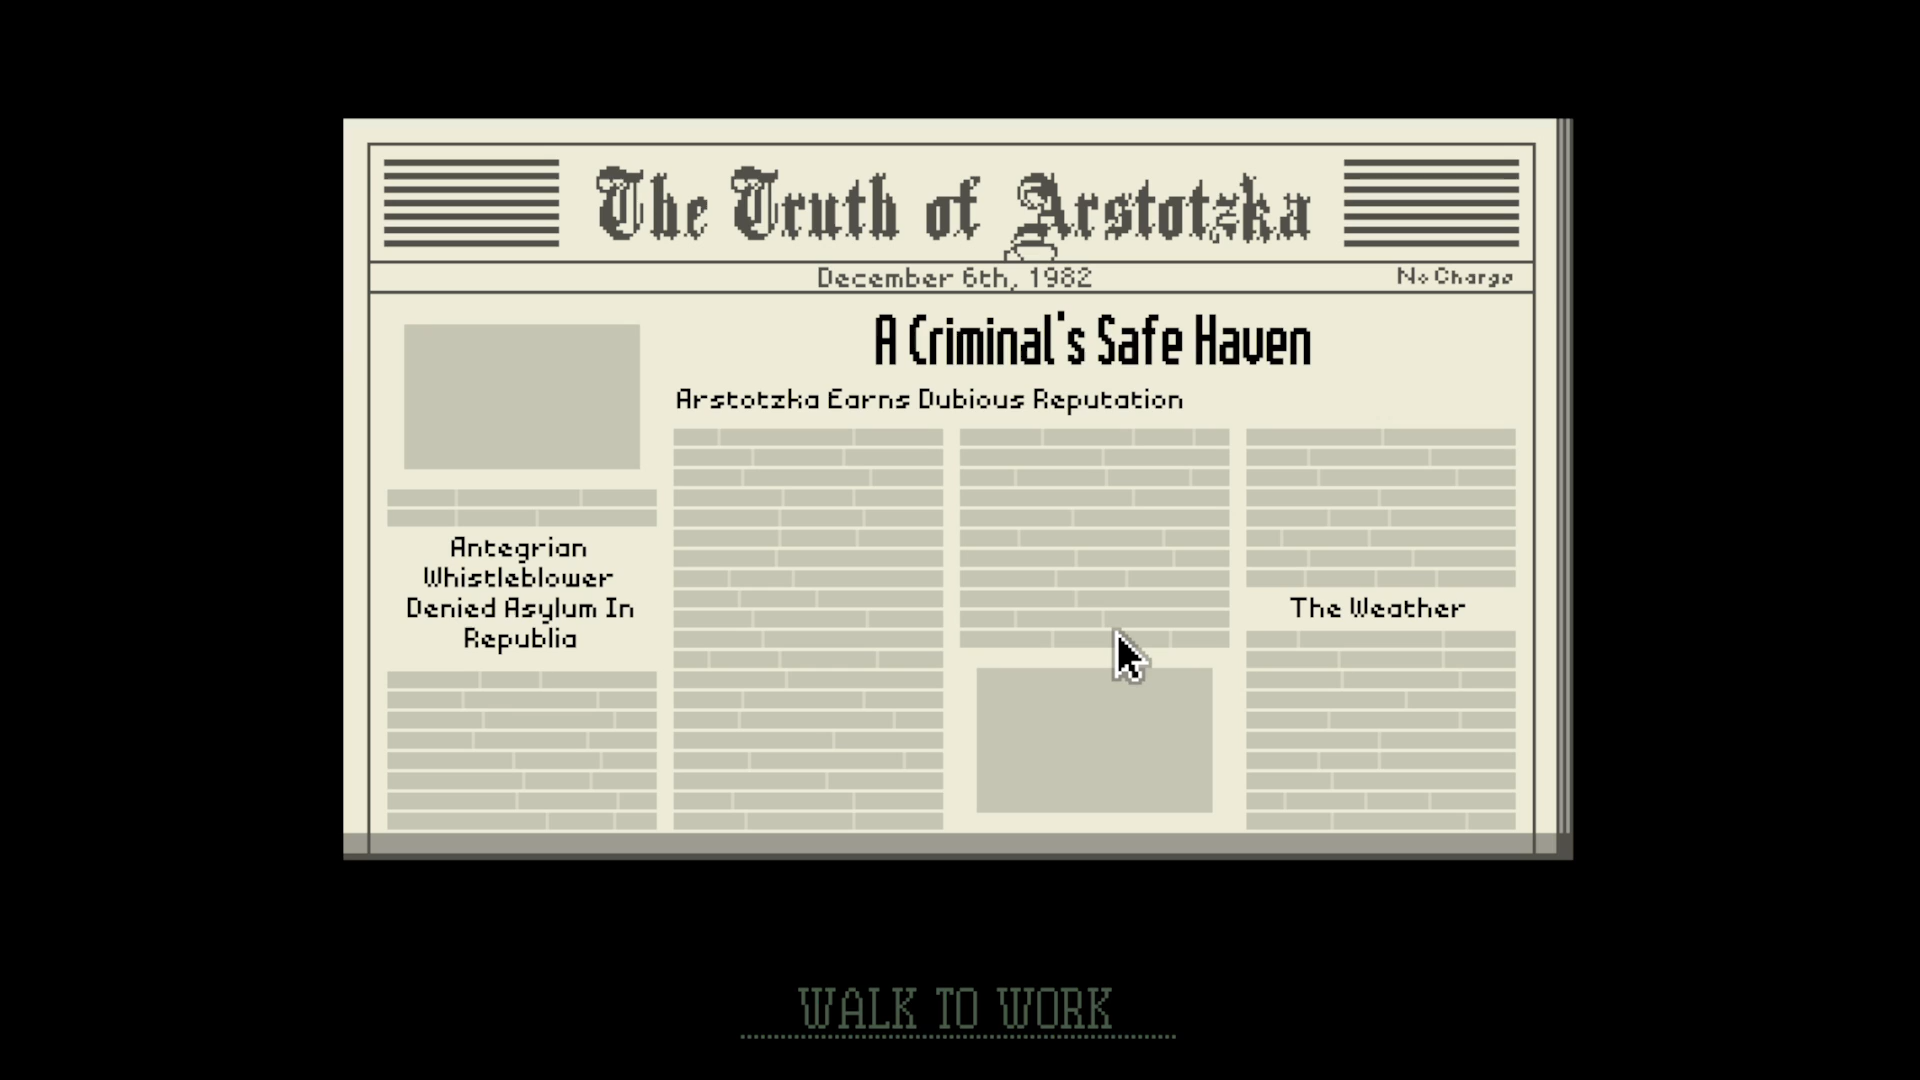 The Truth of Arstotzka
December 6th, 1982
No Charge
A Criminal's Safe Haven
Arstotzka Earns Dubious Reputation
Antegrian
Whistleblower
Denied Asylum In
Republia
The Weather
WALK TO WORK